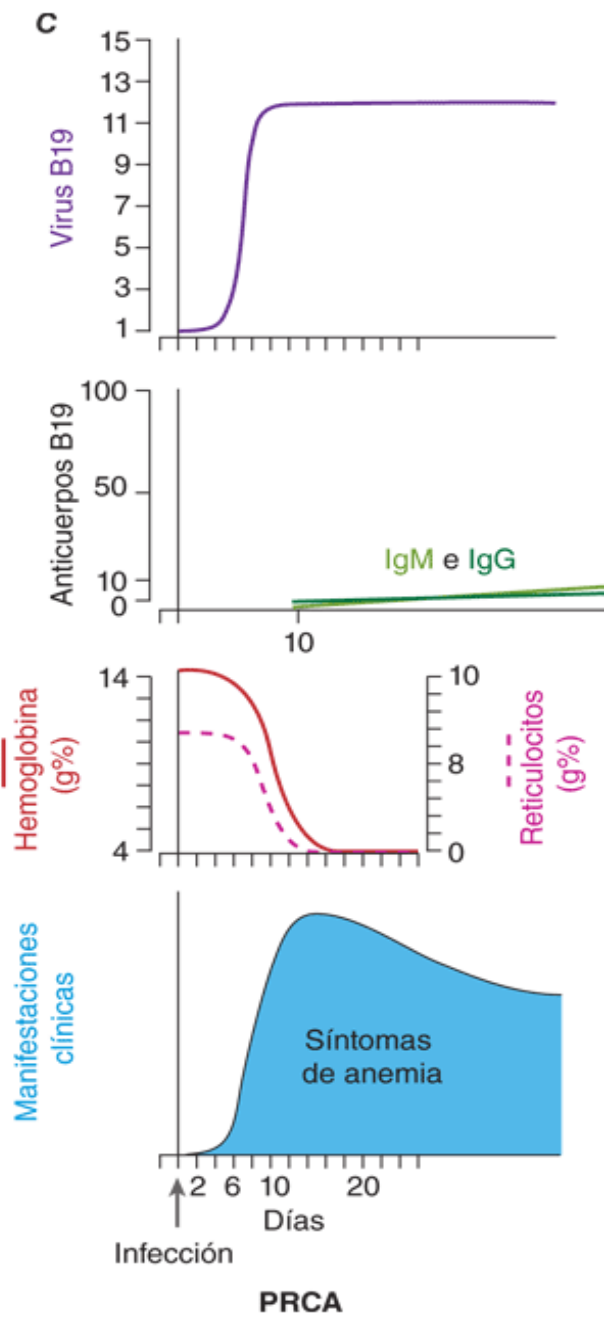 C
Virus B19
15
13
11
9
7
5
3
1
Anticuerpos B19
100
50
10
0
IgM e IgG
10
Hemoglobina
(g%)
14
4
10
8
0
Reticulocitos
(g%)
Manifestaciones
clínicas
Síntomas
de anemia
2 6 10 20
Días
Infección
PRCA